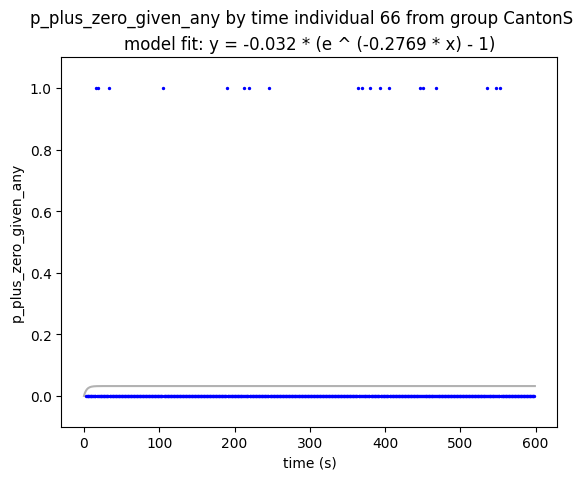 p_plus_zero_given_any by time individual 66 from group CantonS
model fit: y = -0.032 * (e ^ (-0.2769 * x) - 1)
1.0
0.8
0.6
0.4
0.2
0.0
p_plus_zero_given_any
0 100 200 300 400 500 600
time (s)